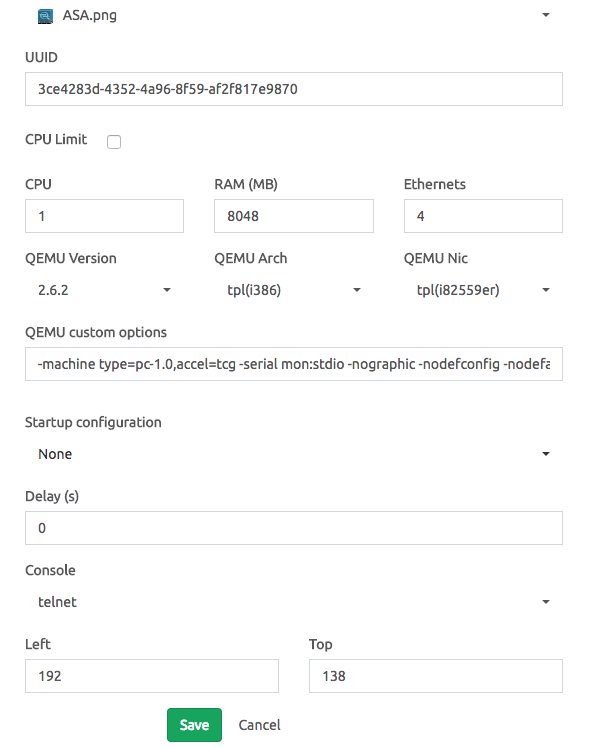 ASA.png
UUID
3ce4283d-4352-4a96-8f59-af2f817e9870
CPU Limit
CPU RAM (MB) Ethernets
1 8048 4
QEMU Version QEMU Arch QEMU Nic
2.6.2 tpl(i386) tpl(i82559er)
QEMU custom options
-machine type=pc-1.0,accel=tcg -serial mon:stdio -nographic -nodefconfig -nodefa
Startup configuration
None
Delay (s)
0
Console
telnet
Left Top
192 138
Save Cancel